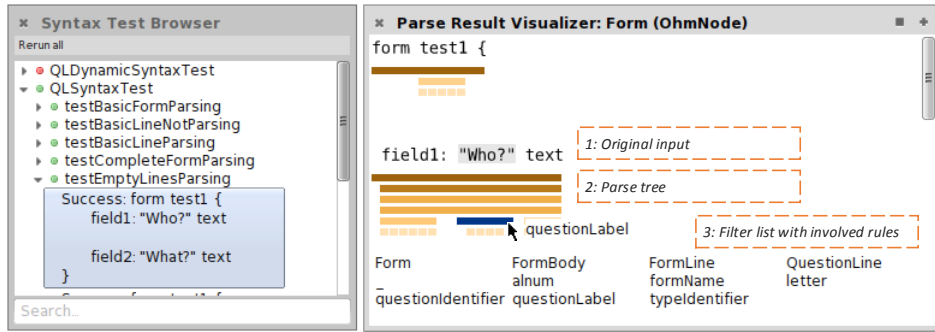 Syntax Test Browser
Rerun all
QLDynamicSyntaxTest
QLSyntaxTest
testBasicFormParsing
testBasicLineNotParsing
testBasicLineParsing
testCompleteFormParsing
testEmptyLinesParsing
Success: form test1 {
field1: "Who?" text
field2: "What?" text
}
Search...
Parse Result Visualizer: Form (OhmNode)
form test1 {
field1: "Who?" text
1: Original input
2: Parse tree
questionLabel
3: Filter list with involved rules
Form FormBody FormLine QuestionLine
_ alnum formName letter
questionIdentifier questionLabel typeIdentifier